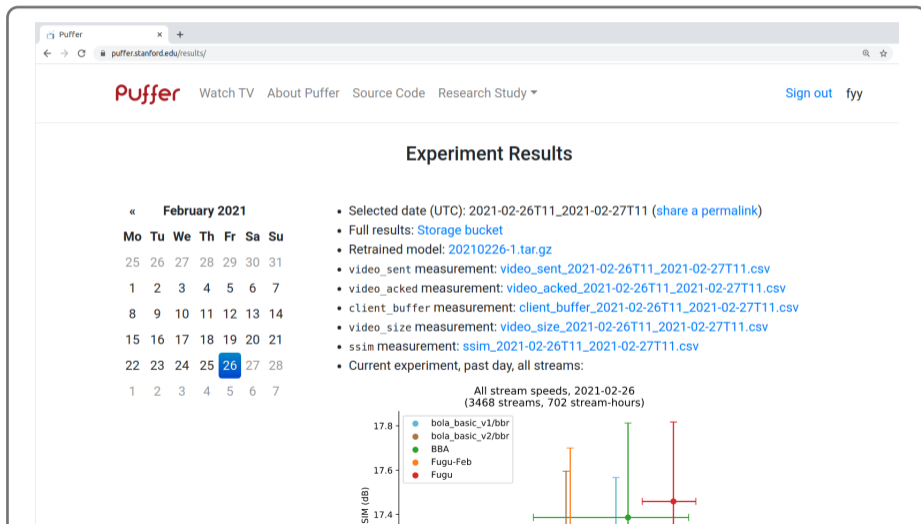 Puffer
puffer.stanford.edu/results/
Puffer Watch TV About Puffer Source Code Research Study Sign out fyy
Experiment Results
« February 2021
Mo Tu We Th Fr Sa Su
25 26 27 28 29 30 31
1 2 3 4 5 6 7
8 9 10 11 12 13 14
15 16 17 18 19 20 21
22 23 24 25 26 27 28
1 2 3 4 5 6 7
• Selected date (UTC): 2021-02-26T11_2021-02-27T11 (share a permalink)
• Full results: Storage bucket
• Retrained model: 20210226-1.tar.gz
• video_sent measurement: video_sent_2021-02-26T11_2021-02-27T11.csv
• video_acked measurement: video_acked_2021-02-26T11_2021-02-27T11.csv
• client_buffer measurement: client_buffer_2021-02-26T11_2021-02-27T11.csv
• video_size measurement: video_size_2021-02-26T11_2021-02-27T11.csv
• ssim measurement: ssim_2021-02-26T11_2021-02-27T11.csv
• Current experiment, past day, all streams:
All stream speeds, 2021-02-26
(3468 streams, 702 stream-hours)
bola_basic_v1/bbr
bola_basic_v2/bbr
BBA
Fugu-Feb
Fugu
17.8
17.6
17.4
SIM (dB)